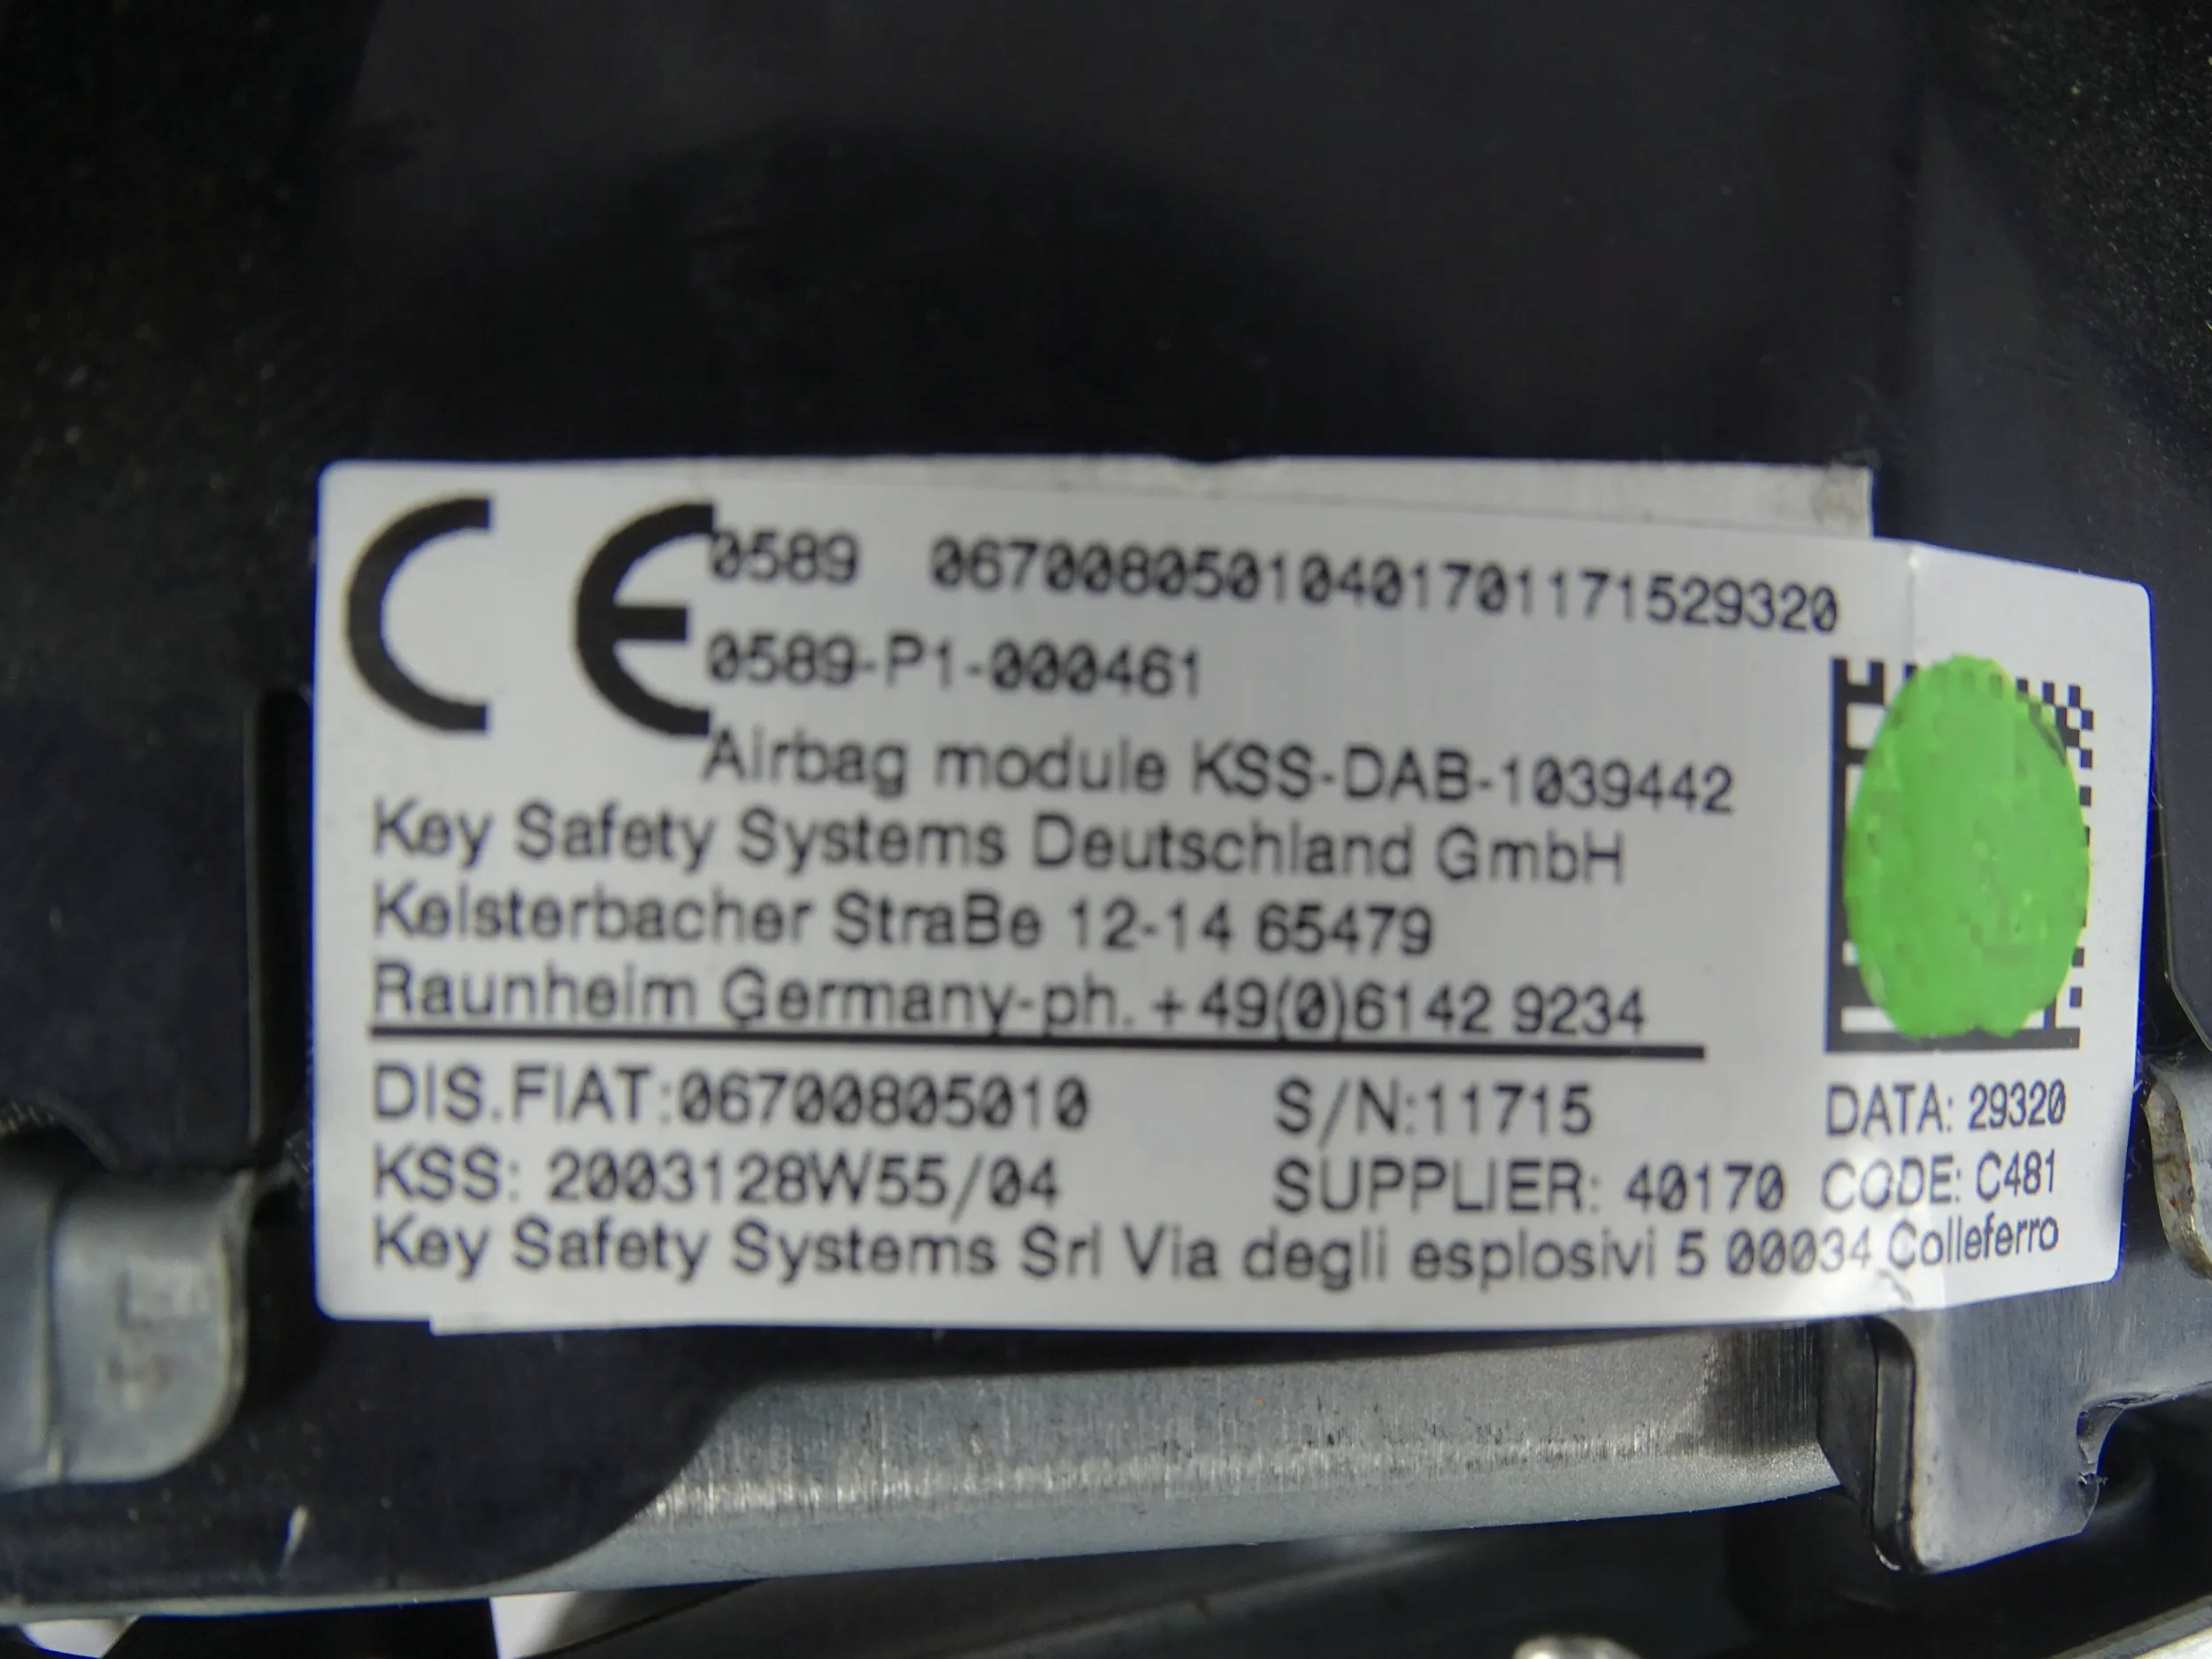 CE 0589 06700805010401701171529320
0589-P1-000461
Airbag module KSS-DAB-1039442
Key Safety Systems Deutschland GmbH
Kelsterbacher StraBe 12-14 65479
Raunheim Germany-ph. +49(0)6142 9234
DIS.FIAT:06700805010 S/N:11715 DATA: 29320
KSS: 2003128W55/04 SUPPLIER: 40170 CODE: C481
Key Safety Systems Srl Via degli esplosivi 5 00034 Colleferro